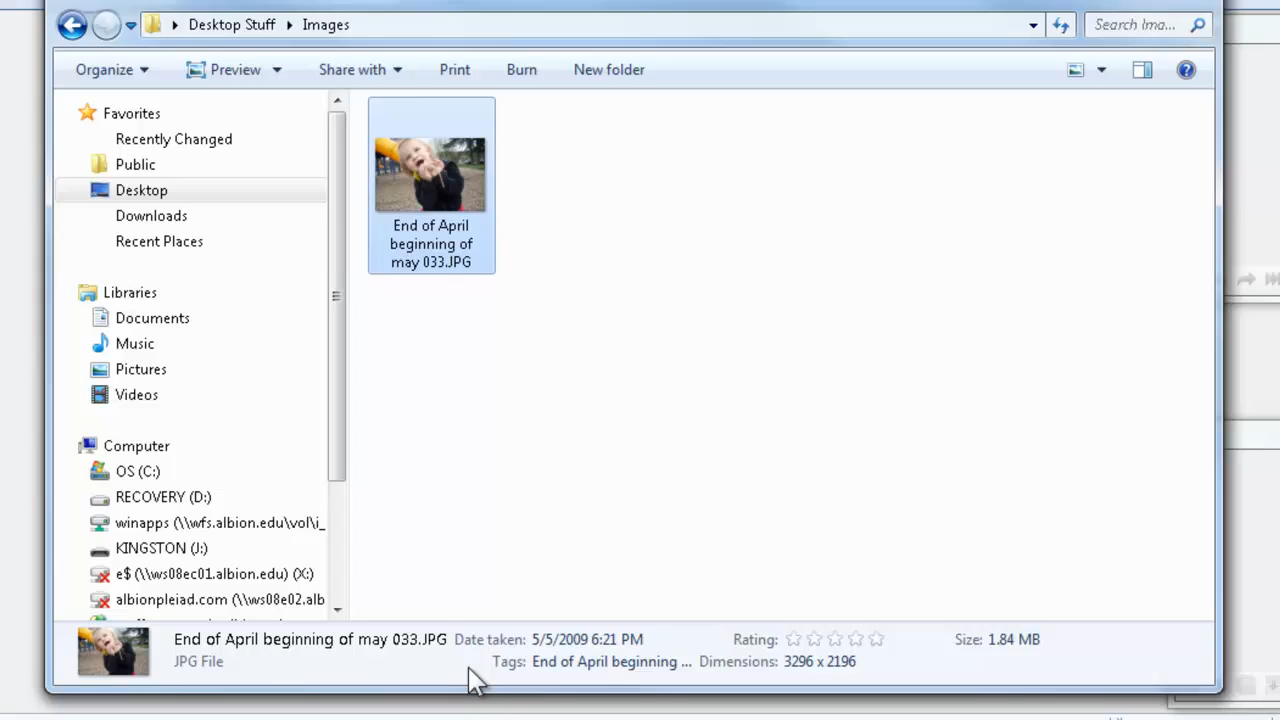 Desktop Stuff Images
Search Ima...
Organize Preview Share with Print Burn New folder
Favorites
Recently Changed
Public
Desktop
Downloads
Recent Places
Libraries
Documents
Music
Pictures
Videos
Computer
OS (C:)
RECOVERY (D:)
winapps (\\wfs.albion.edu\vol\i_
KINGSTON (J:)
e$ (\\ws08ec01.albion.edu) (X:)
albionpleiad.com (\\ws08e02.alb
End of April
beginning of
may 033.JPG
End of April beginning of may 033.JPG Date taken: 5/5/2009 6:21 PM Rating: Size: 1.84 MB
JPG File Tags: End of April beginning ... Dimensions: 3296 x 2196